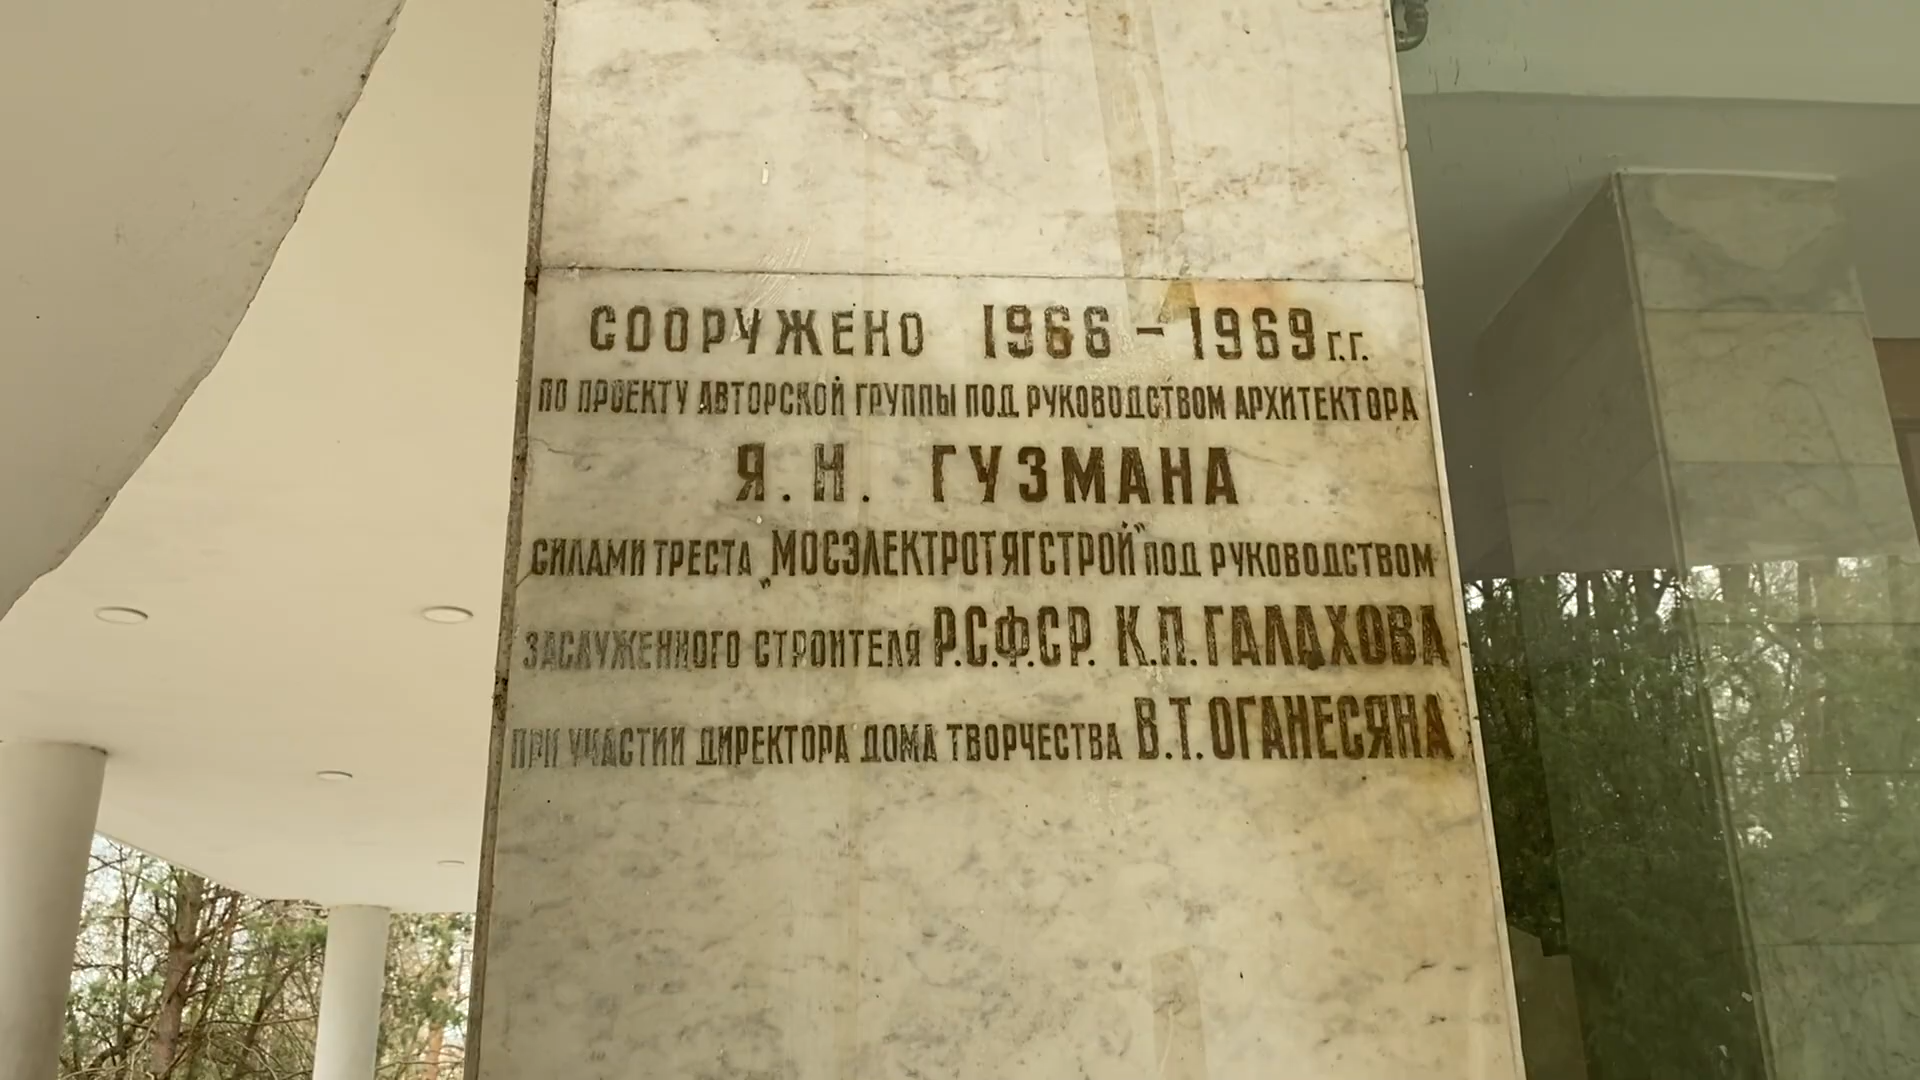 СООРУЖЕНО 1966 – 1969 г.г.
ПО ПРОЕКТУ АВТОРСКОЙ ГРУППЫ ПОД РУКОВОДСТВОМ АРХИТЕКТОРА
Я. Н. ГУЗМАНА
СИЛАМИ ТРЕСТА „МОСЭЛЕКТРОТЯГСТРОЙ“ ПОД РУКОВОДСТВОМ
ЗАСЛУЖЕННОГО СТРОИТЕЛЯ Р.С.Ф.СР. К.П. ГАЛАХОВА
ПРИ УЧАСТИИ ДИРЕКТОРА ДОМА ТВОРЧЕСТВА В.Т. ОГАНЕСЯНА